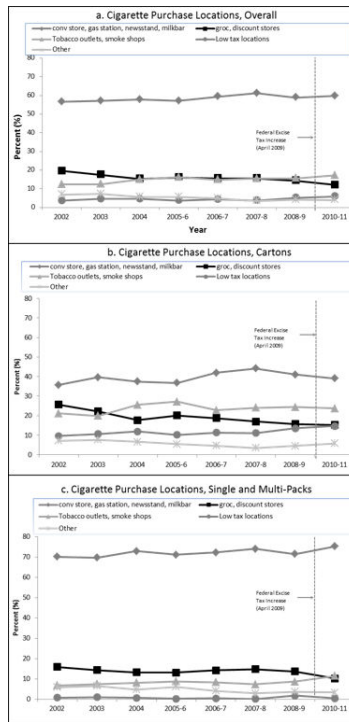 a. Cigarette Purchase Locations, Overall
conv store, gas station, newsstand, milkbar groc, discount stores
Tobacco outlets, smoke shops Low tax locations
Other
80
70
60
50
40
30
20
10
0
Percent (%)
Federal Excise
Tax Increase
(April 2009)
2002 2003 2004 2005-6 2006-7 2007-8 2008-9 2010-11
Year
b. Cigarette Purchase Locations, Cartons
conv store, gas station, newsstand, milkbar groc, discount stores
Tobacco outlets, smoke shops Low tax locations
Other
80
70
60
50
40
30
20
10
0
Percent (%)
Federal Excise
Tax Increase
(April 2009)
2002 2003 2004 2005-6 2006-7 2007-8 2008-9 2010-11
c. Cigarette Purchase Locations, Single and Multi-Packs
conv store, gas station, newsstand, milkbar groc, discount stores
Tobacco outlets, smoke shops Low tax locations
Other
80
70
60
50
40
30
20
10
0
Percent (%)
Federal Excise
Tax Increase
(April 2009)
2002 2003 2004 2005-6 2006-7 2007-8 2008-9 2010-11